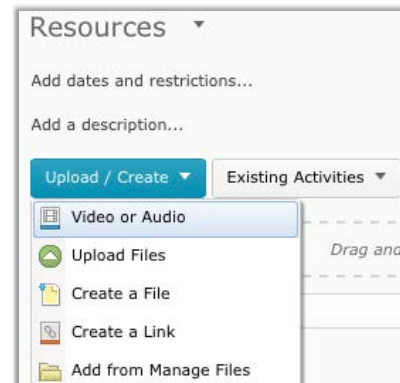 Resources
Add dates and restrictions...
Add a description...
Upload / Create Existing Activities
Video or Audio
Upload Files
Drag and
Create a File
Create a Link
Add from Manage Files